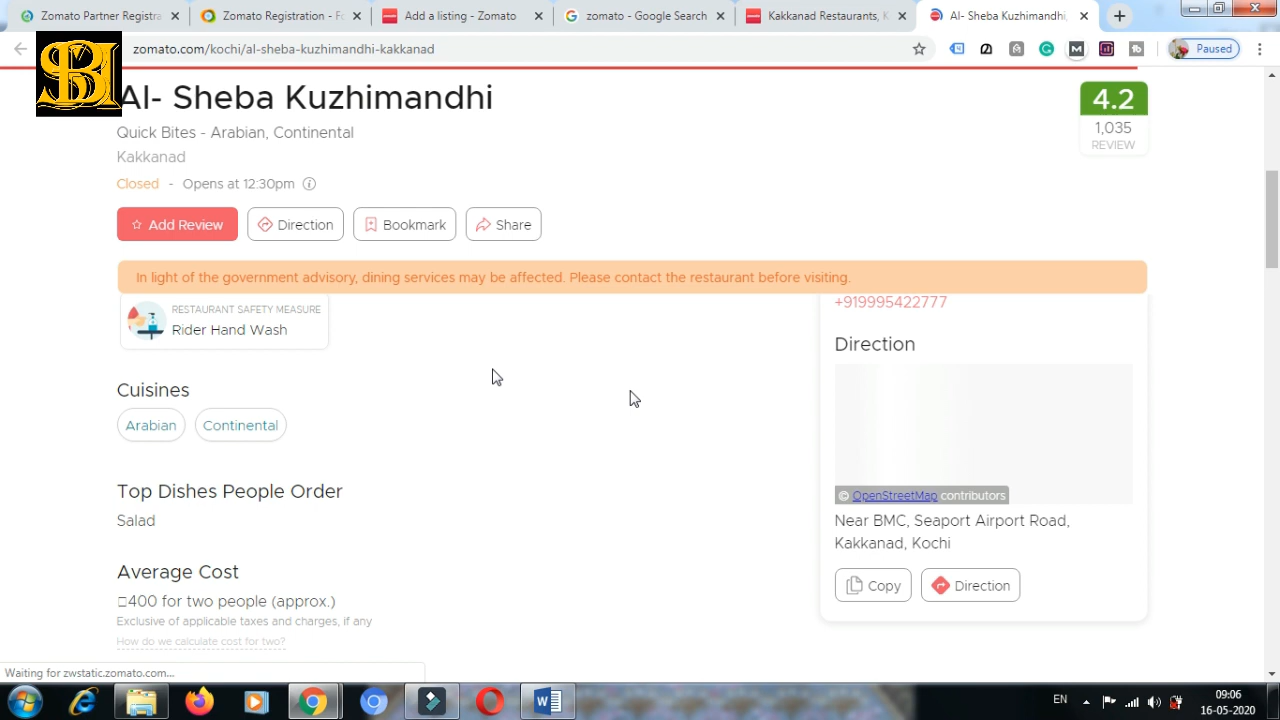 Zomato Partner Registra
Zomato Registration - Fo
Add a listing - Zomato
zomato - Google Search
Kakkanad Restaurants, K
Al- Sheba Kuzhimandhi,
zomato.com/kochi/al-sheba-kuzhimandhi-kakkanad
Paused
SBM
Al- Sheba Kuzhimandhi
4.2
1,035
REVIEW
Quick Bites - Arabian, Continental
Kakkanad
Closed - Opens at 12:30pm
Add Review
Direction
Bookmark
Share
In light of the government advisory, dining services may be affected. Please contact the restaurant before visiting.
RESTAURANT SAFETY MEASURE
Rider Hand Wash
Cuisines
Arabian
Continental
Top Dishes People Order
Salad
Average Cost
□400 for two people (approx.)
Exclusive of applicable taxes and charges, if any
How do we calculate cost for two?
+919995422777
Direction
© OpenStreetMap contributors
Near BMC, Seaport Airport Road,
Kakkanad, Kochi
Copy
Direction
Waiting for zwstatic.zomato.com...
EN
09:06
16-05-2020